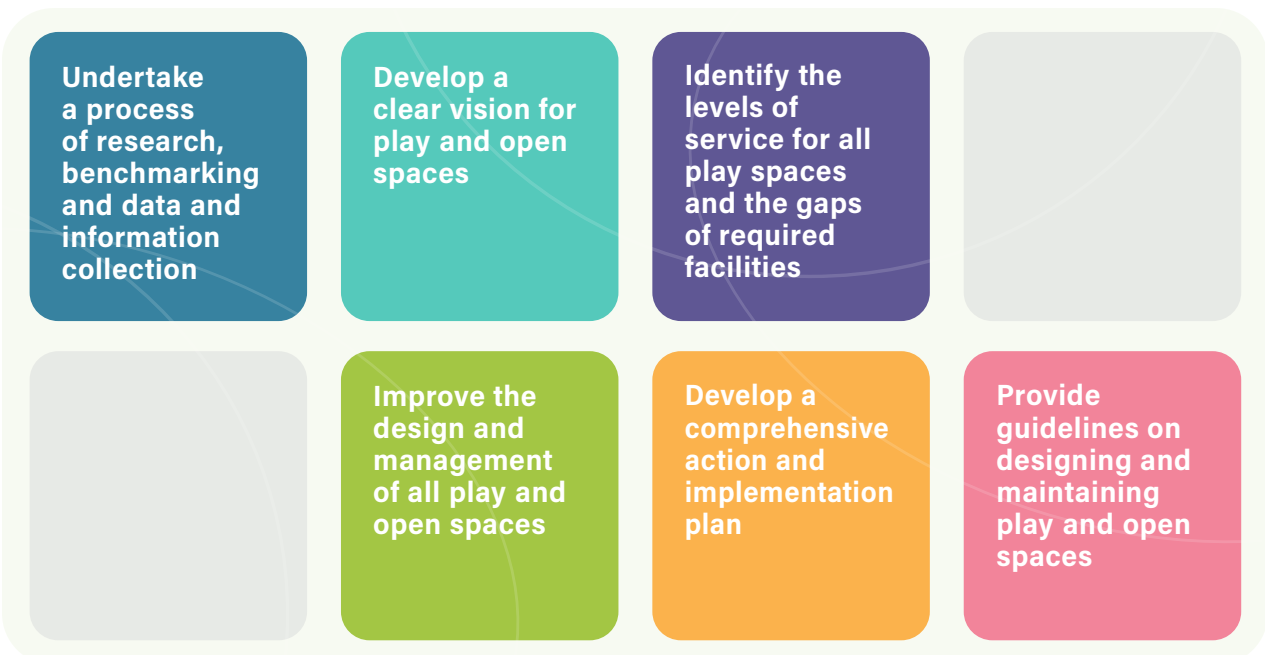 Undertake
a process
of research,
benchmarking
and data and
information
collection
Develop a
clear vision for
play and open
spaces
Identify the
levels of
service for all
play spaces
and the gaps
of required
facilities
Improve the
design and
management
of all play and
open spaces
Develop a
comprehensive
action and
implementation
plan
Provide
guidelines on
designing and
maintaining
play and open
spaces